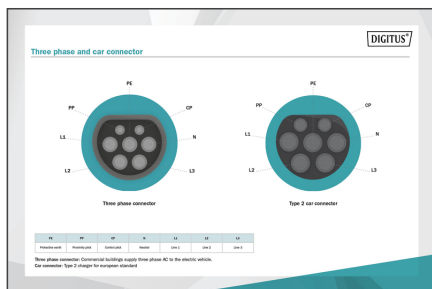 DIGITUS®
Three phase and car connector
PE
PP
CP
L1
N
L2
L3
Three phase connector
PE
PP
CP
L1
N
L2
L3
Type 2 car connector
PE PP CP N L1 L2 L3
Protective earth Proximity pilot Control pilot Neutral Line 1 Line 2 Line 3
Three phase connector: Commercial buildings supply three phase AC to the electric vehicle.
Car connector: Type 2 charger for european standard